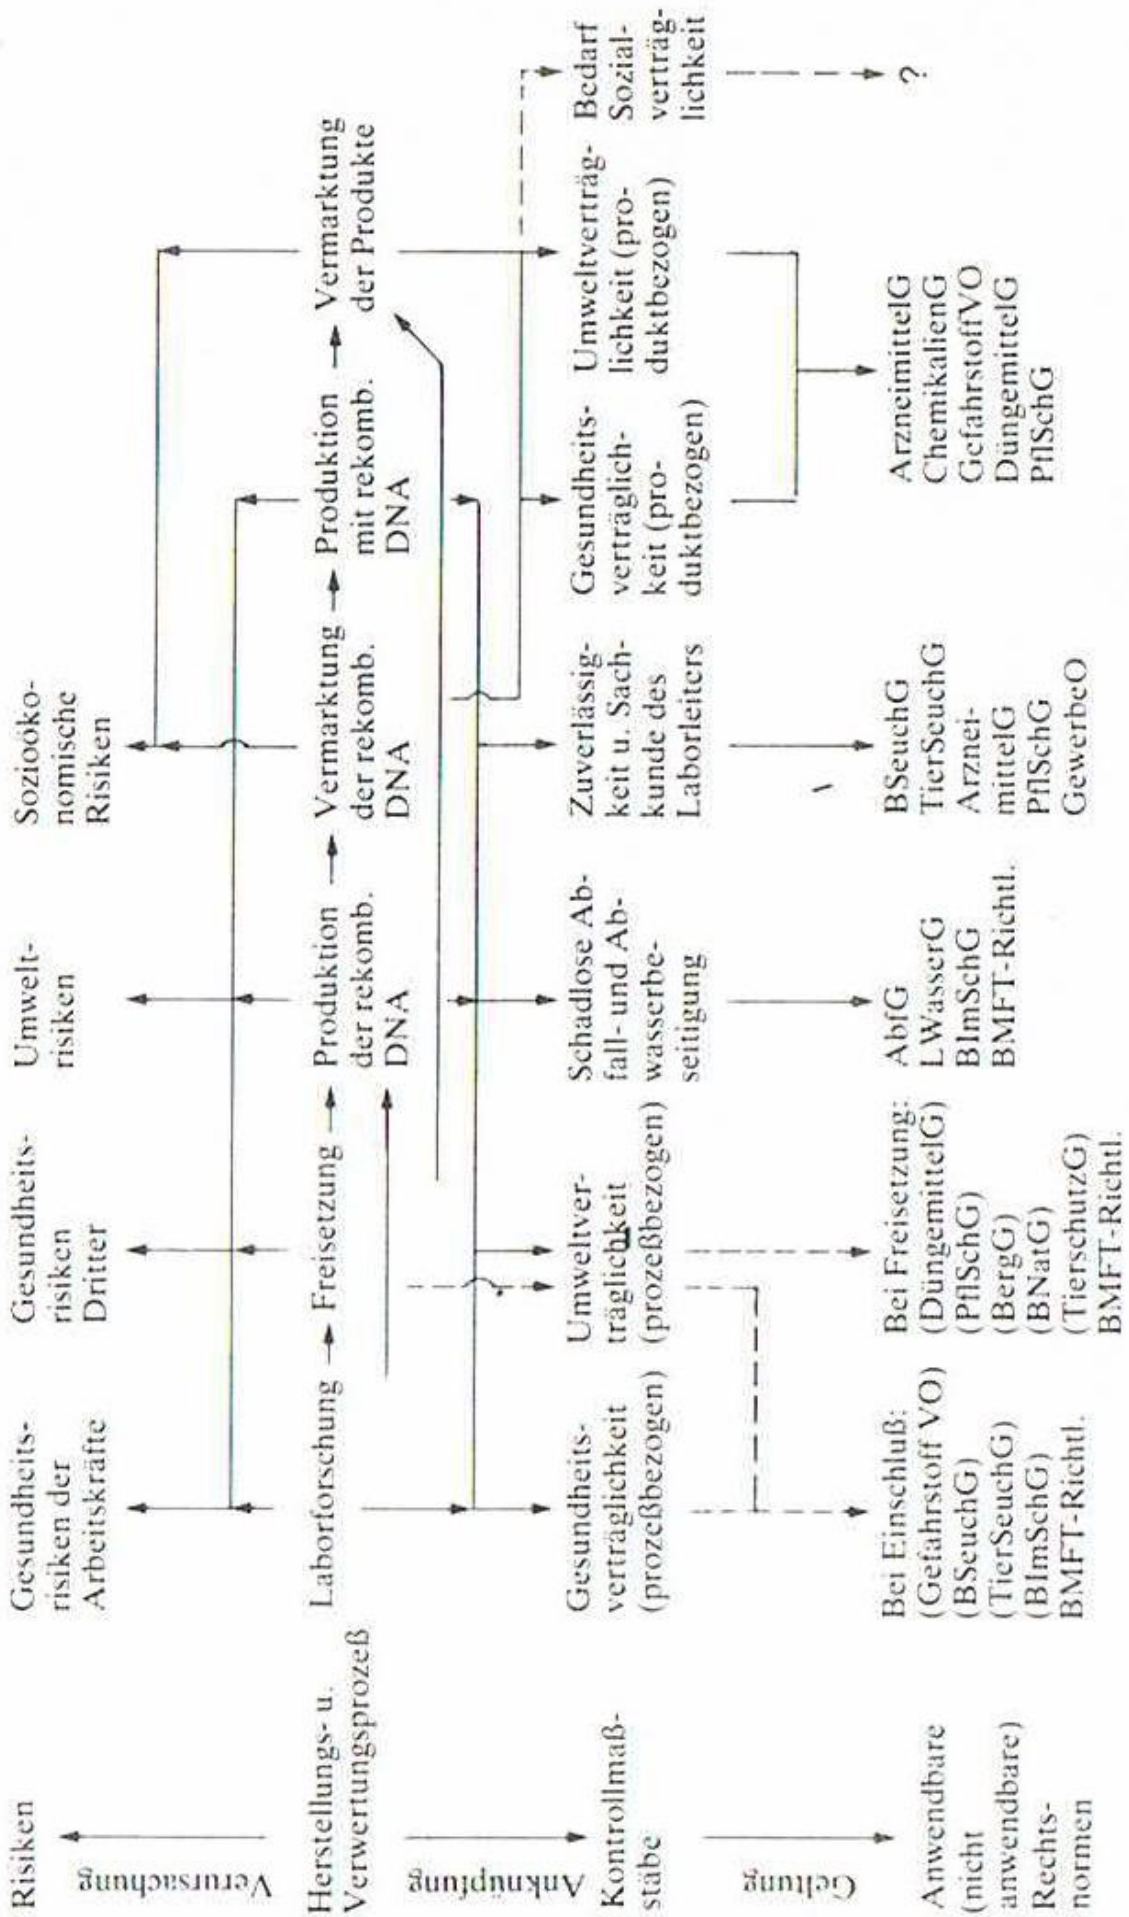 Risiken
Gesundheits-
risiken der
Arbeitskräfte
Gesundheits-
risiken
Dritter
Umwelt-
risiken
Sozioöko-
nomische
Risiken
Verursachung
Herstellungs- u.
Verwertungsprozeß
Laborforschung
Freisetzung
Produktion
der rekomb.
DNA
Vermarktung
der rekomb.
DNA
Produktion
mit rekomb.
DNA
Vermarktung
der Produkte
Anknüpfung
Kontrollmaß-
stäbe
Gesundheits-
verträglichkeit
(prozeßbezogen)
Umweltver-
träglichkeit
(prozeßbezogen)
Schadlose Ab-
fall- und Ab-
wasserbe-
seitigung
Zuverlässig-
keit u. Sach-
kunde des
Laborleiters
Gesundheits-
verträglich-
keit (pro-
duktbezogen)
Umweltverträg-
lichkeit (pro-
duktbezogen)
Bedarf
Sozial-
verträg-
lichkeit
Geltung
Anwendbare
(nicht
anwendbare)
Rechts-
normen
Bei Einschluß:
(Gefahrstoff VO)
(BSeuchG)
(TierSeuchG)
(BImSchG)
BMFT-Richtl.
Bei Freisetzung:
(DüngemittelG)
(PflSchG)
(BergG)
(BNatG)
(TierschutzG)
BMFT-Richtl.
AbfG
LWasserG
BImSchG
BMFT-Richtl.
BSeuchG
TierSeuchG
Arznei-
mittelG
PflSchG
GewerbeO
ArzneimittelG
ChemikalienG
GefahrstoffVO
DüngemittelG
PflSchG
?